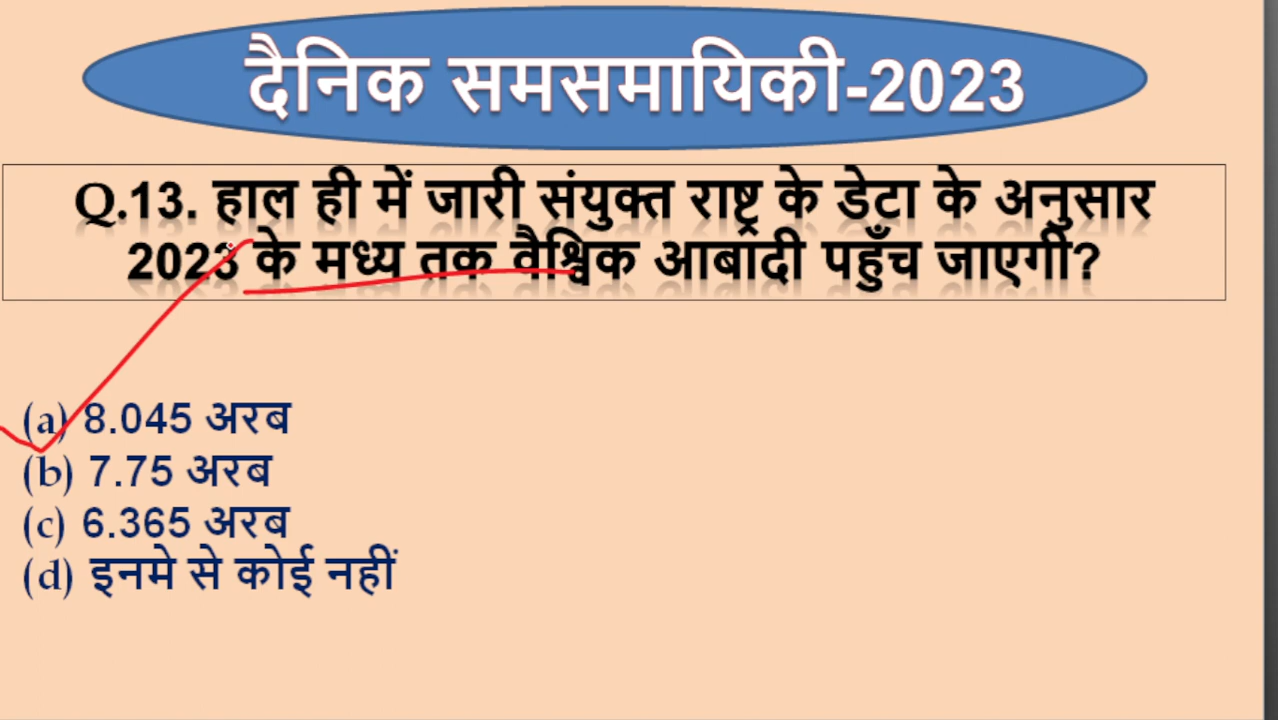 दैनिक समसमायिकी-2023
Q.13. हाल ही में जारी संयुक्त राष्ट्र के डेटा के अनुसार
2023 के मध्य तक वैश्विक आबादी पहुँच जाएगी?
(a) 8.045 अरब
(b) 7.75 अरब
(c) 6.365 अरब
(d) इनमे से कोई नहीं